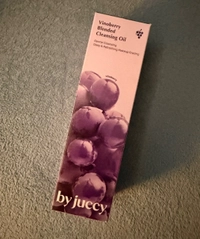 Vinoberry
Blended
Cleansing Oil
by juccy